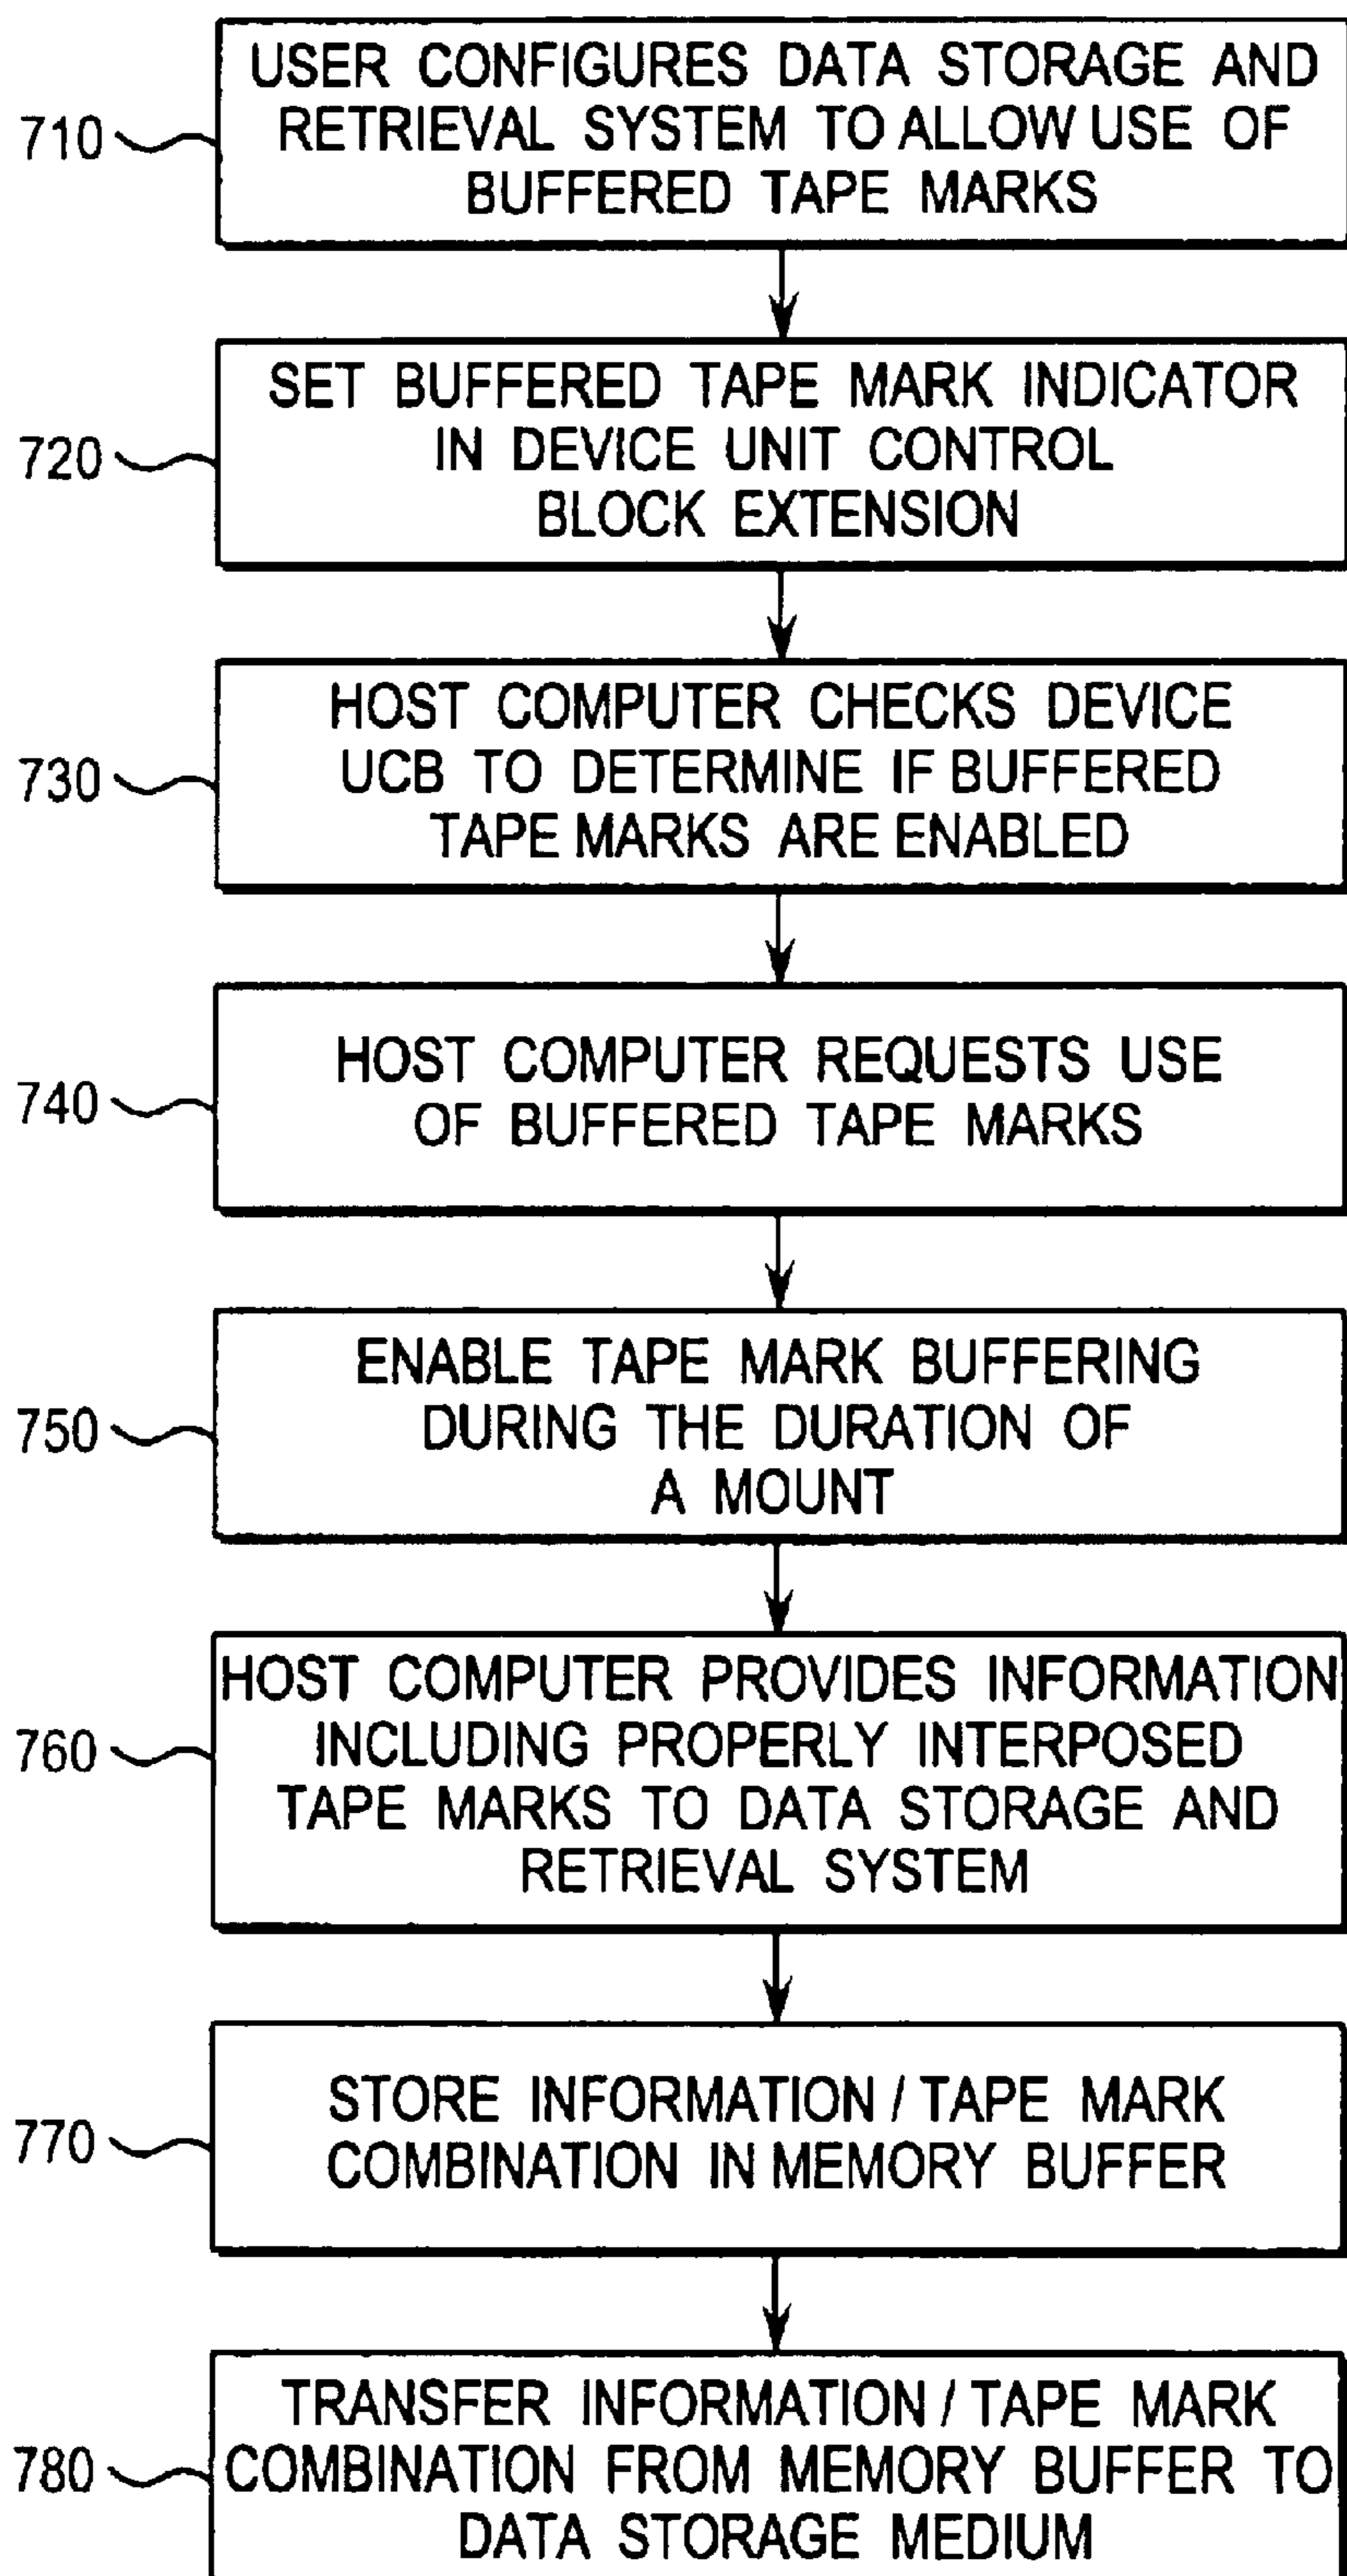 710
USER CONFIGURES DATA STORAGE AND
RETRIEVAL SYSTEM TO ALLOW USE OF
BUFFERED TAPE MARKS
720
SET BUFFERED TAPE MARK INDICATOR
IN DEVICE UNIT CONTROL
BLOCK EXTENSION
730
HOST COMPUTER CHECKS DEVICE
UCB TO DETERMINE IF BUFFERED
TAPE MARKS ARE ENABLED
740
HOST COMPUTER REQUESTS USE
OF BUFFERED TAPE MARKS
750
ENABLE TAPE MARK BUFFERING
DURING THE DURATION OF
A MOUNT
760
HOST COMPUTER PROVIDES INFORMATION
INCLUDING PROPERLY INTERPOSED
TAPE MARKS TO DATA STORAGE AND
RETRIEVAL SYSTEM
770
STORE INFORMATION / TAPE MARK
COMBINATION IN MEMORY BUFFER
780
TRANSFER INFORMATION / TAPE MARK
COMBINATION FROM MEMORY BUFFER TO
DATA STORAGE MEDIUM